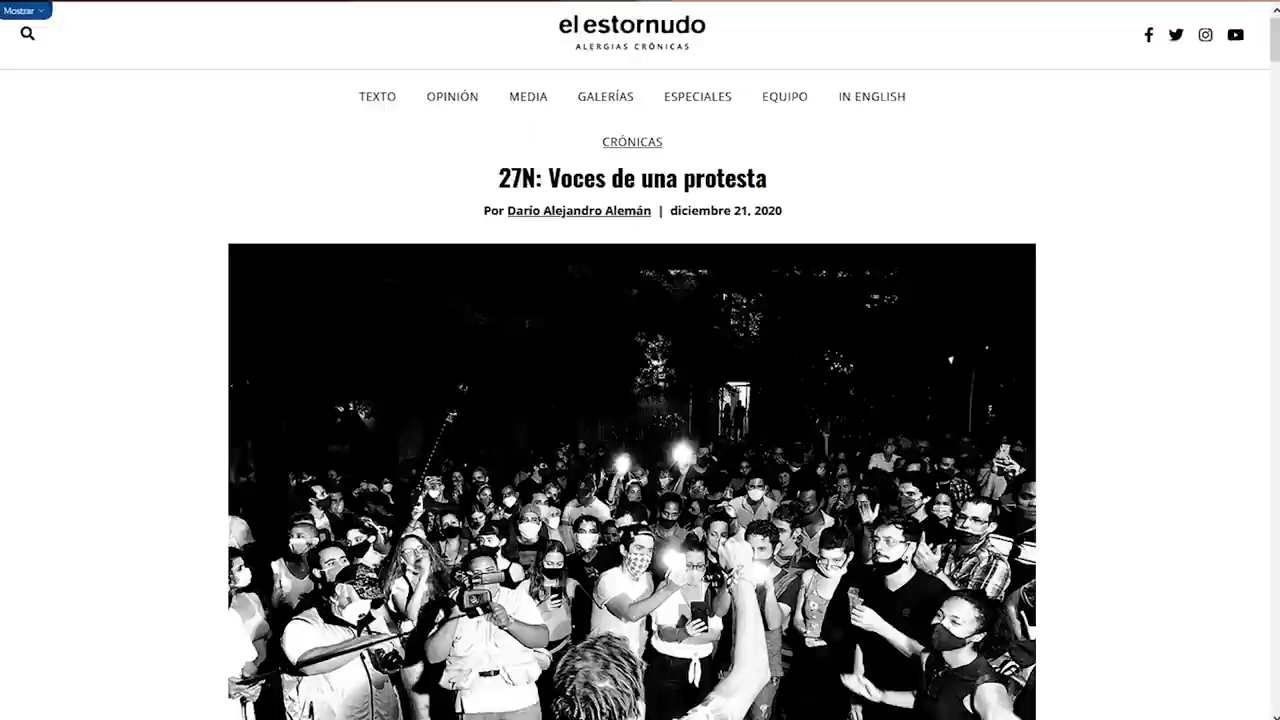 Mostrar
el estornudo
ALERGIAS CRÓNICAS
TEXTO OPINIÓN MEDIA GALERÍAS ESPECIALES EQUIPO IN ENGLISH
CRÓNICAS
27N: Voces de una protesta
Por Darío Alejandro Alemán | diciembre 21, 2020